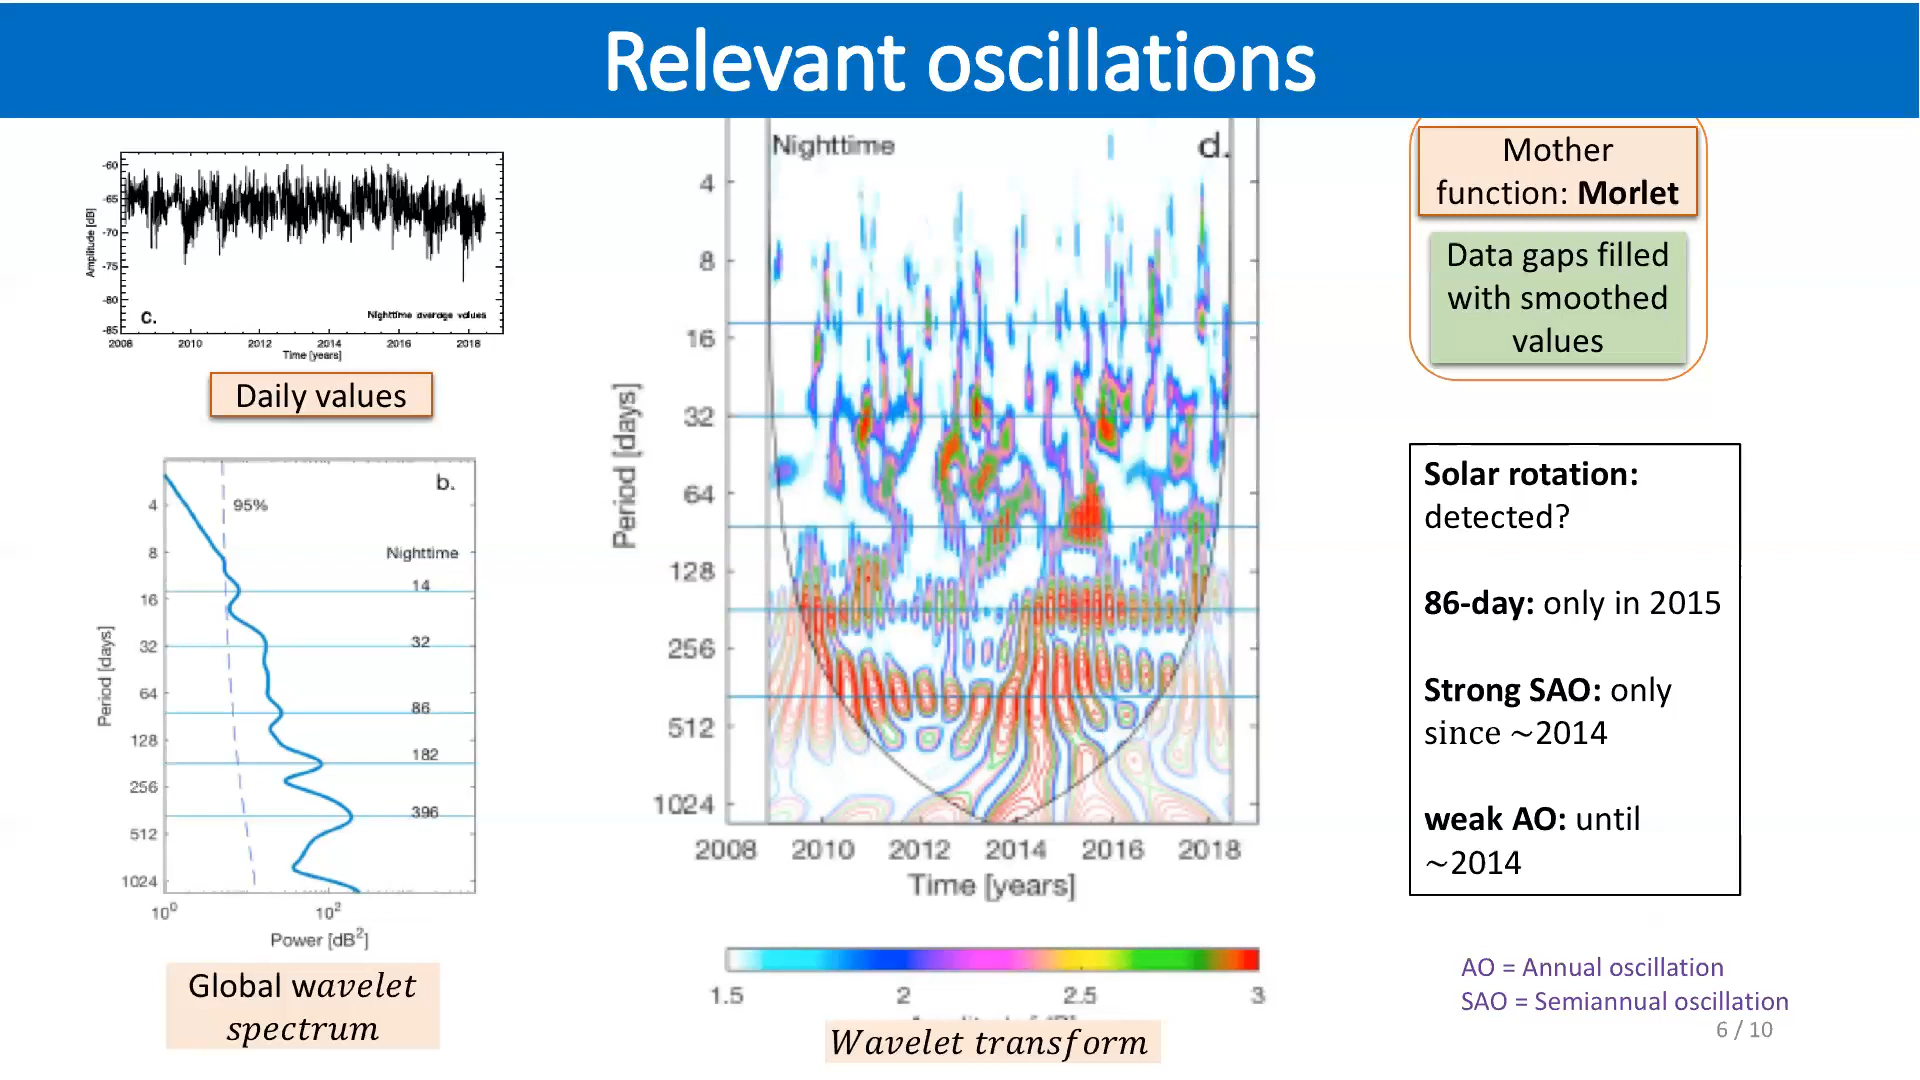 Relevant oscillations
-60
-65
-70
-75
-80
-85
Amplitude [dB]
c.
Nighttime average values
2008 2010 2012 2014 2016 2018
Time [years]
Daily values
b.
95%
Nighttime
4
8
16
32
64
128
256
512
1024
14
32
86
182
396
Period [days]
10^0 10^2
Power [dB^2]
Global wavelet
spectrum
Nighttime d.
4
8
16
32
64
128
256
512
1024
Period [days]
2008 2010 2012 2014 2016 2018
Time [years]
1.5 2 2.5 3
Wavelet transform
Mother
function: Morlet
Data gaps filled
with smoothed
values
Solar rotation:
detected?
86-day: only in 2015
Strong SAO: only
since ~2014
weak AO: until
~2014
AO = Annual oscillation
SAO = Semiannual oscillation
6 / 10